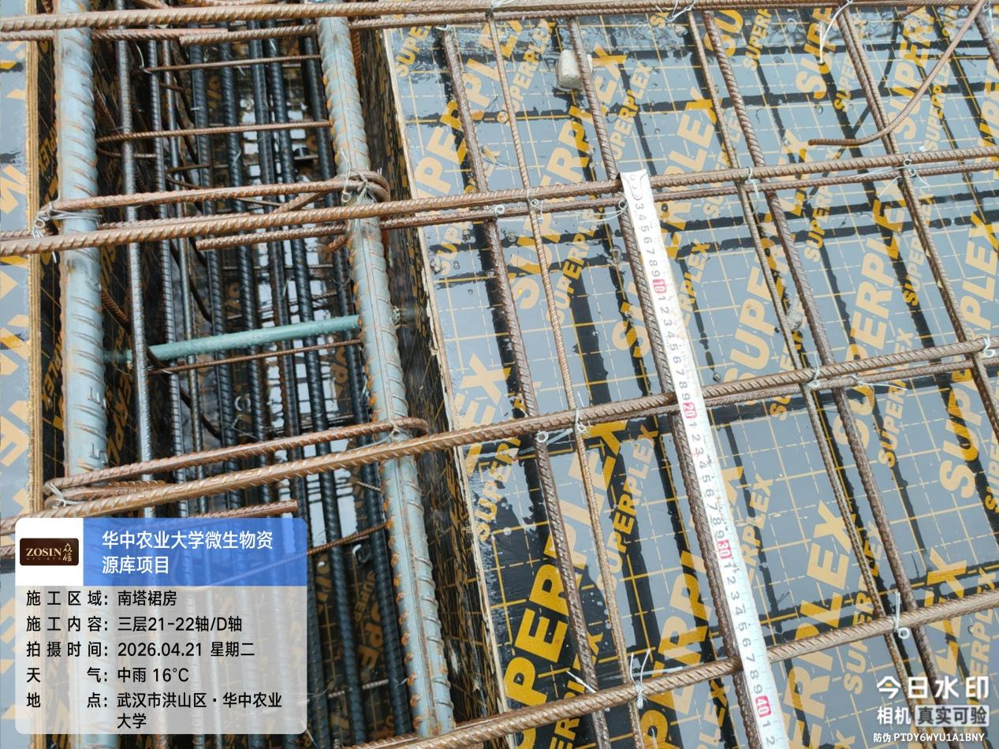 SUPERPLEX
SUPERPLEX
SUPERPLEX
SUPERPLEX
SUPERPLEX
SUPERPLEX
3 4 5 6 7 8 9 10 1 2 3 4 5 6 7 8 9 20 1 2 3 4 5 6 7 8 9 30 1 2 3 4 5 6 7 8 9 40 1 2
ZOSIN 众信
华中农业大学微生物资
源库项目
施工区域：南塔裙房
施工内容：三层21-22轴/D轴
拍摄时间：2026.04.21 星期二
天气：中雨 16℃
地点：武汉市洪山区·华中农业
大学
今日水印
相机 真实可验
防伪 PTDY6WYU1A1BNY